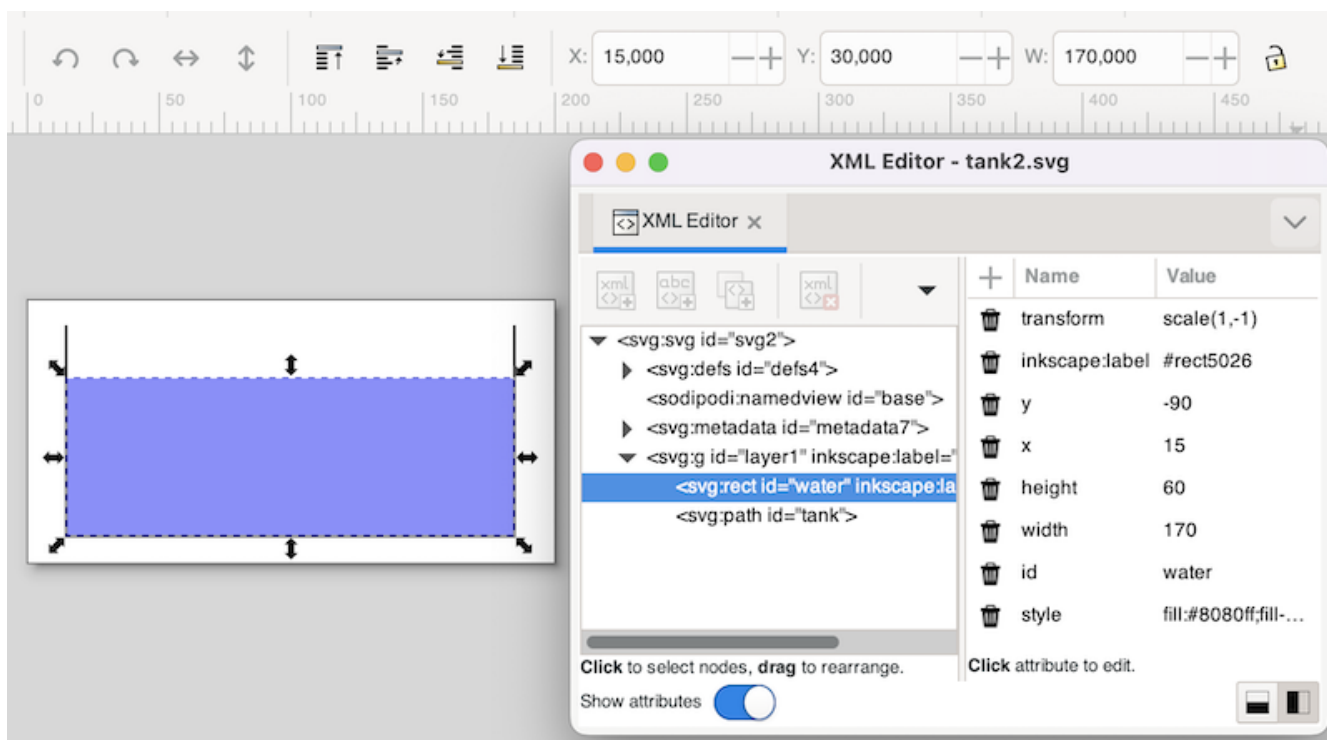 X: 15,000 Y: 30,000 W: 170,000
0 50 100 150 200 250 300 350 400 450
XML Editor - tank2.svg
XML Editor
Name Value
<svg:svg id="svg2">
<svg:defs id="defs4">
<sodipodi:namedview id="base">
<svg:metadata id="metadata7">
<svg:g id="layer1" inkscape:label="
<svg:rect id="water" inkscape:la
<svg:path id="tank">
transform scale(1,-1)
inkscape:label #rect5026
y -90
x 15
height 60
width 170
id water
style fill:#8080ff;fill-...
Click to select nodes, drag to rearrange.
Click attribute to edit.
Show attributes